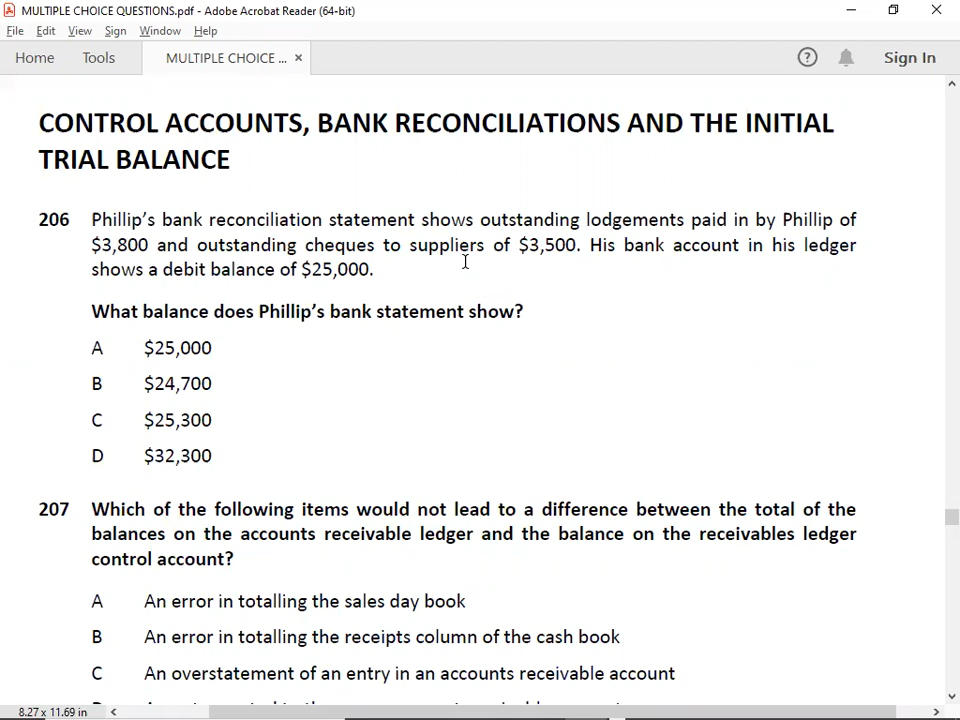 MULTIPLE CHOICE QUESTIONS.pdf - Adobe Acrobat Reader (64-bit)
File Edit View Sign Window Help
Home Tools MULTIPLE CHOICE ... × ? Sign In
CONTROL ACCOUNTS, BANK RECONCILIATIONS AND THE INITIAL
TRIAL BALANCE
206 Phillip's bank reconciliation statement shows outstanding lodgements paid in by Phillip of
$3,800 and outstanding cheques to suppliers of $3,500. His bank account in his ledger
shows a debit balance of $25,000.
What balance does Phillip's bank statement show?
A $25,000
B $24,700
C $25,300
D $32,300
207 Which of the following items would not lead to a difference between the total of the
balances on the accounts receivable ledger and the balance on the receivables ledger
control account?
A An error in totalling the sales day book
B An error in totalling the receipts column of the cash book
C An overstatement of an entry in an accounts receivable account
8.27 x 11.69 in